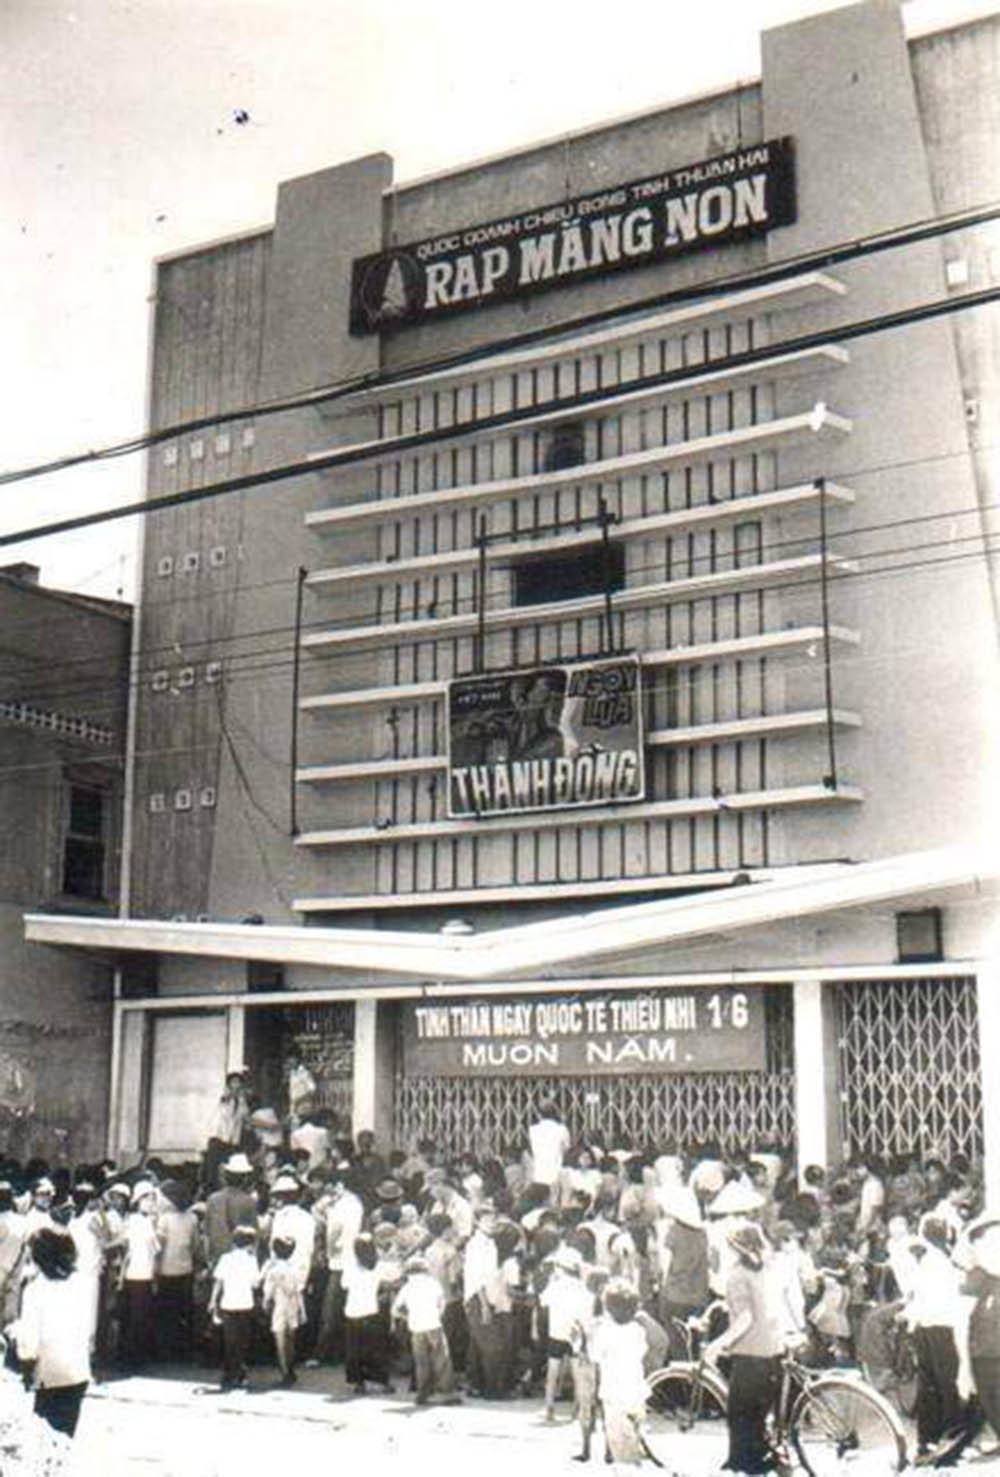 QUỐC DOANH CHIẾU BÓNG TỈNH THUẬN HẢI
RẠP MĂNG NON
NGỌN
LỬA
THÀNH ĐỒNG
TINH THẦN NGÀY QUỐC TẾ THIẾU NHI 1/6
MUÔN NĂM.